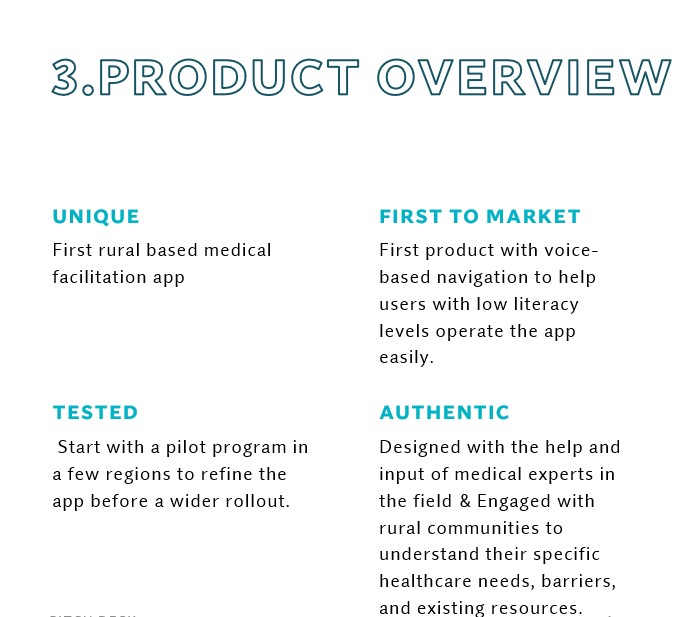 3.PRODUCT OVERVIEW
UNIQUE
First rural based medical
facilitation app
FIRST TO MARKET
First product with voice-
based navigation to help
users with low literacy
levels operate the app
easily.
TESTED
Start with a pilot program in
a few regions to refine the
app before a wider rollout.
AUTHENTIC
Designed with the help and
input of medical experts in
the field & Engaged with
rural communities to
understand their specific
healthcare needs, barriers,
and existing resources.